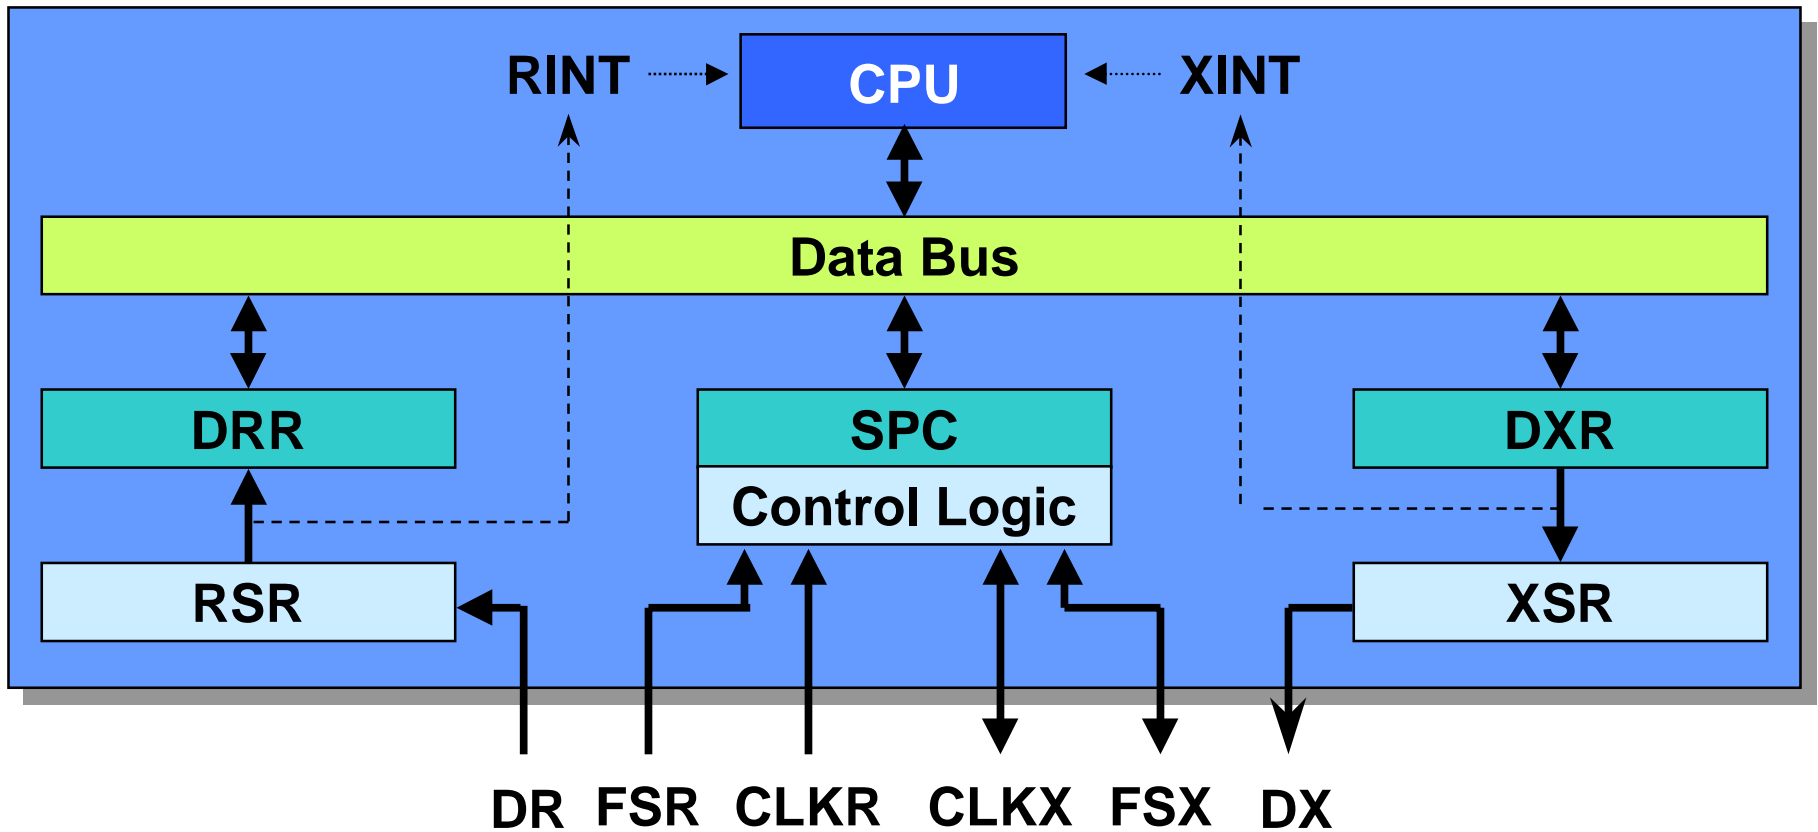 RINT
CPU
XINT
Data Bus
DRR
SPC
DXR
Control Logic
RSR
XSR
DR
FSR
CLKR
CLKX
FSX
DX